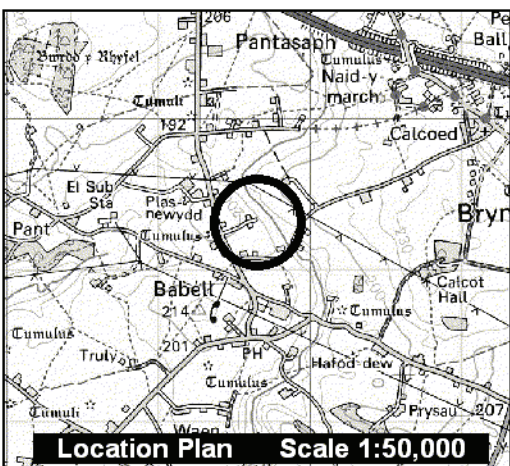 206
Pantasaph
Pe
Ball
Bwrdd y Rhyfel
Tumulus
Naid-y
march
Tumuli
192
Calcoed
El Sub
Sta
Plas-
newydd
Bryn
Pant
Tumulus
230
Babell
Calcot
Hall
214
Tumulus
Tumulus
201
PH
Truly
Hafod-dew
Tumulus
Tumuli
Prysau
207
Waen
Location Plan Scale 1:50,000